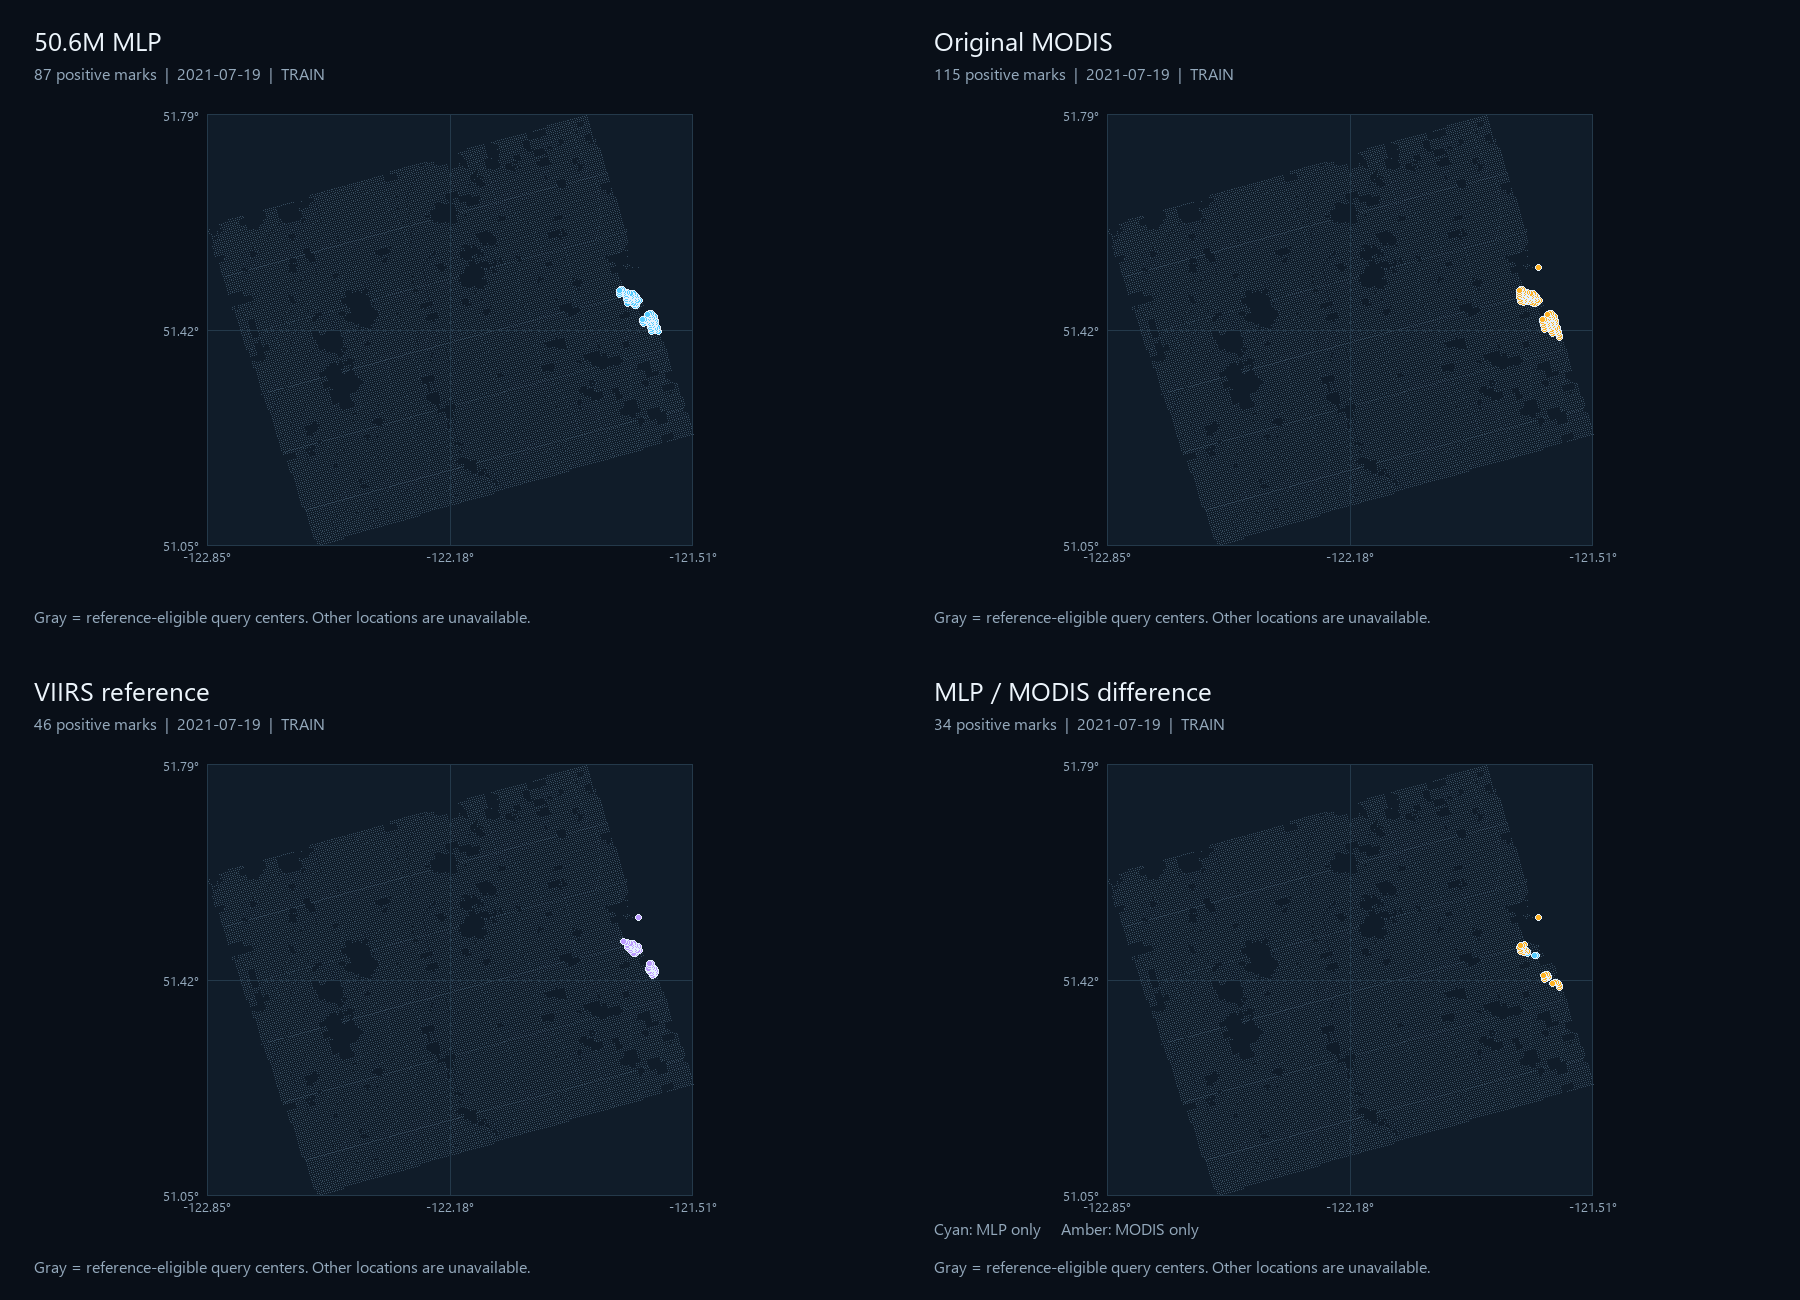 50.6M MLP
87 positive marks | 2021-07-19 | TRAIN
51.79°
51.42°
51.05°
-122.85°
-122.18°
-121.51°
Gray = reference-eligible query centers. Other locations are unavailable.
Original MODIS
115 positive marks | 2021-07-19 | TRAIN
51.79°
51.42°
51.05°
-122.85°
-122.18°
-121.51°
Gray = reference-eligible query centers. Other locations are unavailable.
VIIRS reference
46 positive marks | 2021-07-19 | TRAIN
51.79°
51.42°
51.05°
-122.85°
-122.18°
-121.51°
Gray = reference-eligible query centers. Other locations are unavailable.
MLP / MODIS difference
34 positive marks | 2021-07-19 | TRAIN
51.79°
51.42°
51.05°
-122.85°
-122.18°
-121.51°
Cyan: MLP only Amber: MODIS only
Gray = reference-eligible query centers. Other locations are unavailable.